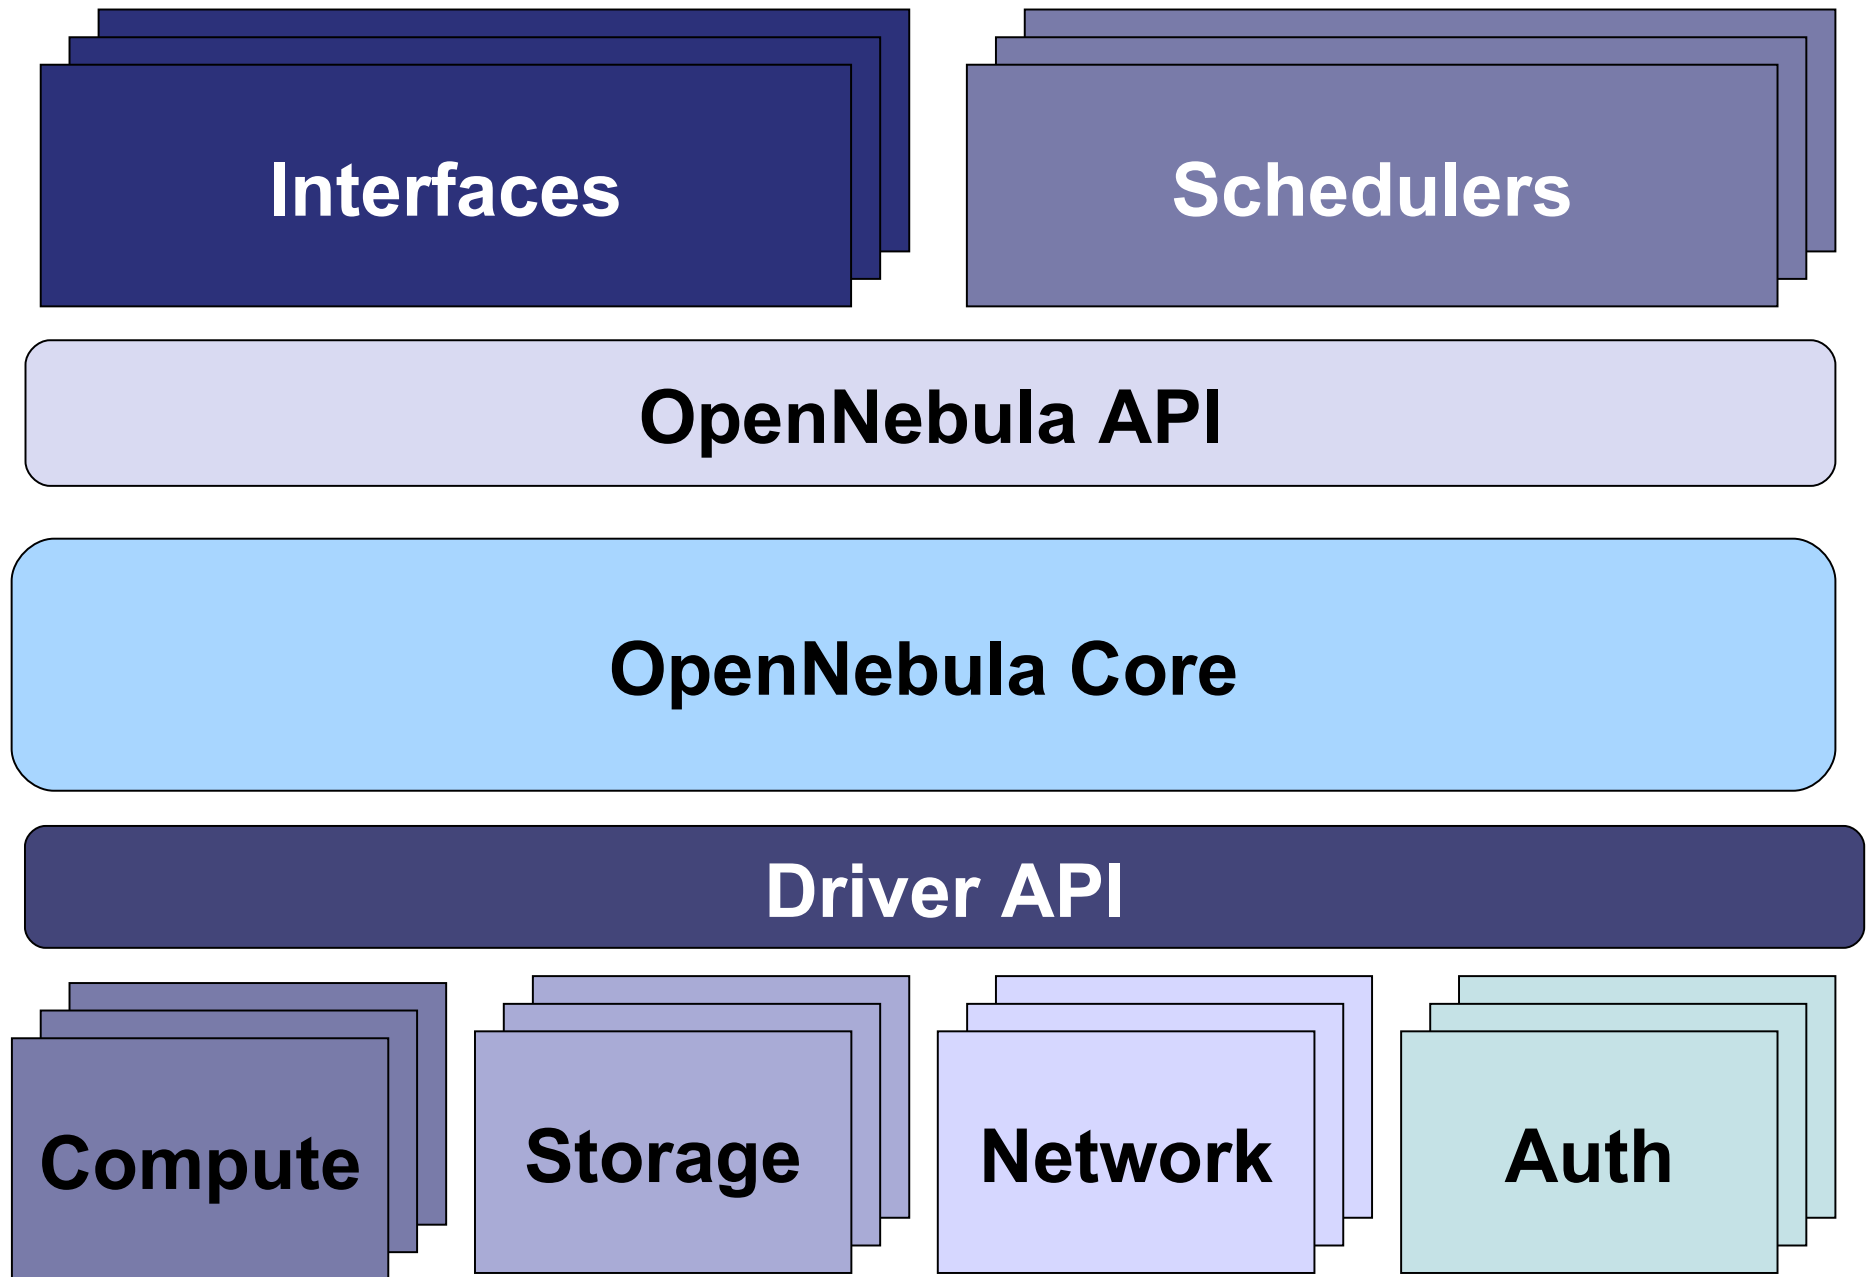 Interfaces
Schedulers
OpenNebula API
OpenNebula Core
Driver API
Compute
Storage
Network
Auth